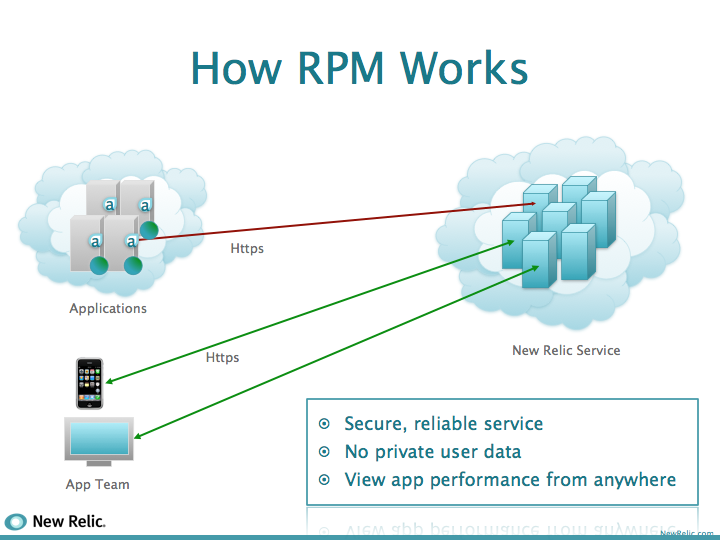 How RPM Works
a
a
a
a
Https
Applications
Https
New Relic Service
App Team
Secure, reliable service
No private user data
View app performance from anywhere
New Relic.
NewRelic.com